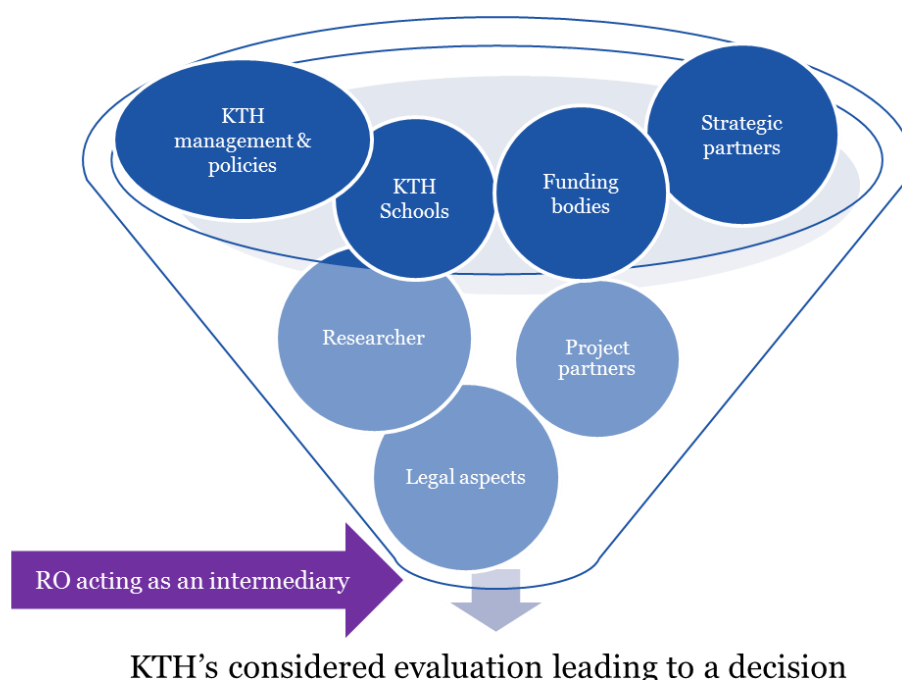 KTH
management &
policies
Strategic
partners
KTH
Schools
Funding
bodies
Researcher
Project
partners
Legal aspects
RO acting as an intermediary
KTH’s considered evaluation leading to a decision